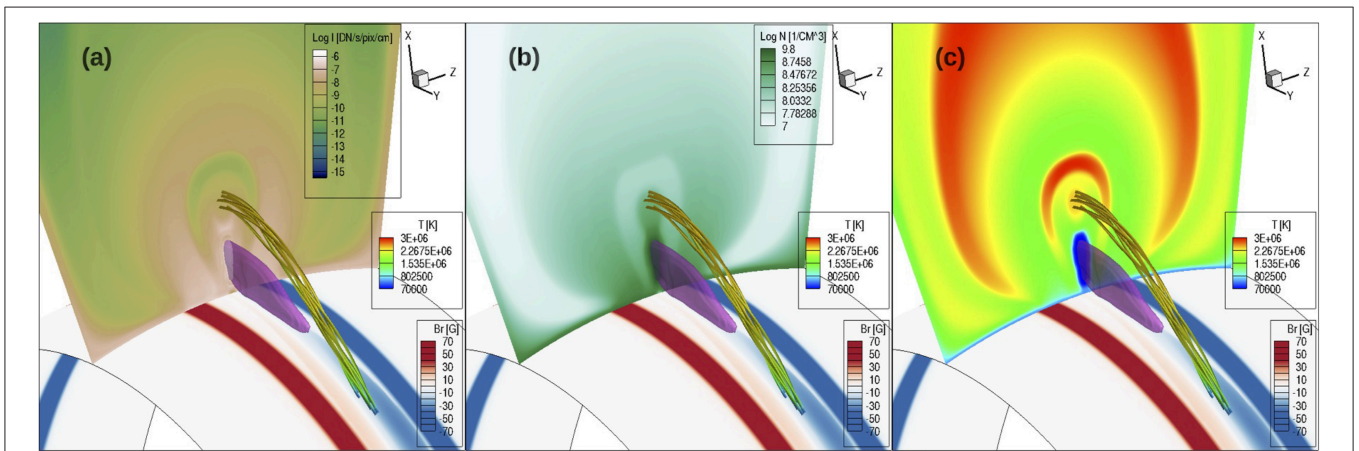 (a)
Log I [DN/s/pix/cm]
-6
-7
-8
-9
-10
-11
-12
-13
-14
-15
X
Z
Y
T [K]
3E+06
2.2675E+06
1.535E+06
802500
70000
Br [G]
70
50
30
10
-10
-30
-50
-70
(b)
Log N [1/CM^3]
9.8
8.7458
8.47672
8.25356
8.0332
7.78288
7
X
Z
Y
T [K]
3E+06
2.2675E+06
1.535E+06
802500
70000
Br [G]
70
50
30
10
-10
-30
-50
-70
(c)
X
Z
Y
T [K]
3E+06
2.2675E+06
1.535E+06
802500
70000
Br [G]
70
50
30
10
-10
-30
-50
-70